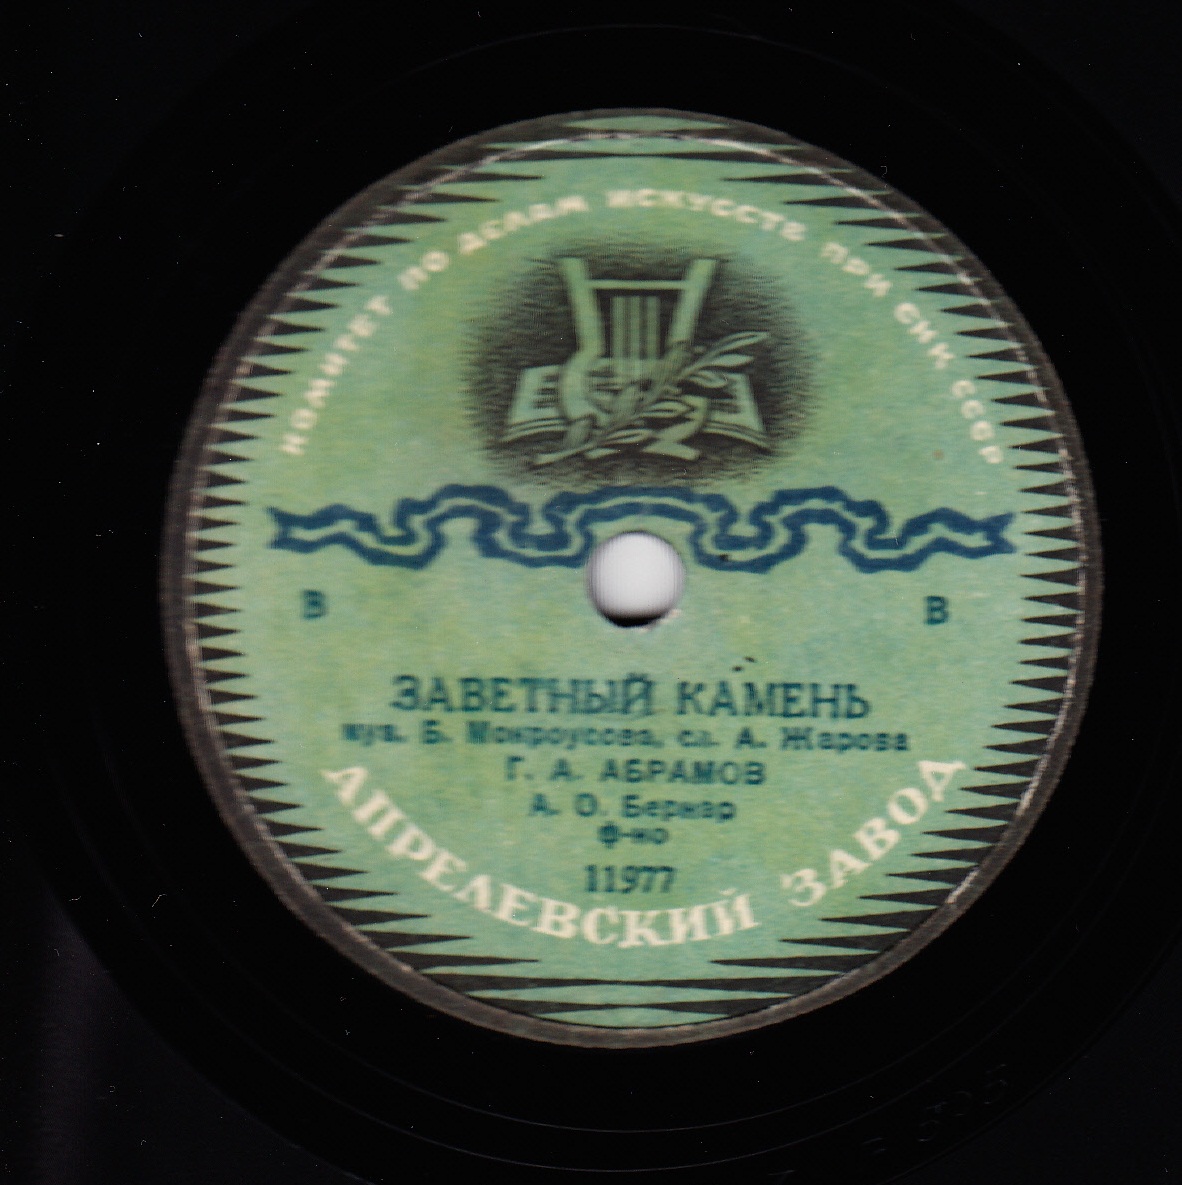 КОМИТЕТ ПО ДЕЛАМ ИСКУССТВ ПРИ СНК СССР
В В
ЗАВЕТНЫЙ КАМЕНЬ
муз. Б. Мокроусова, сл. А. Жарова
Г. А. АБРАМОВ
А. О. Бернар
ф-но
11977
АПРЕЛЕВСКИЙ ЗАВОД